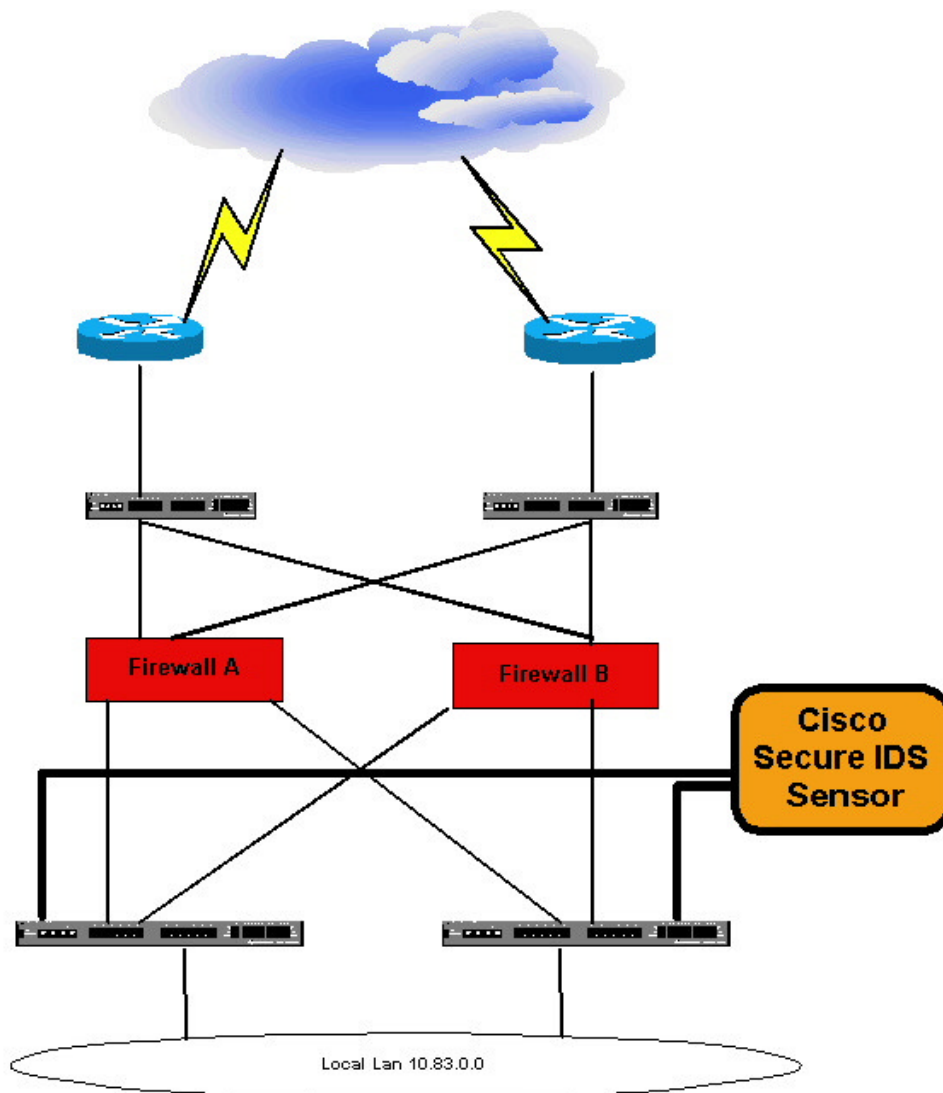 Firewall A
Firewall B
Cisco
Secure IDS
Sensor
Local Lan 10.83.0.0